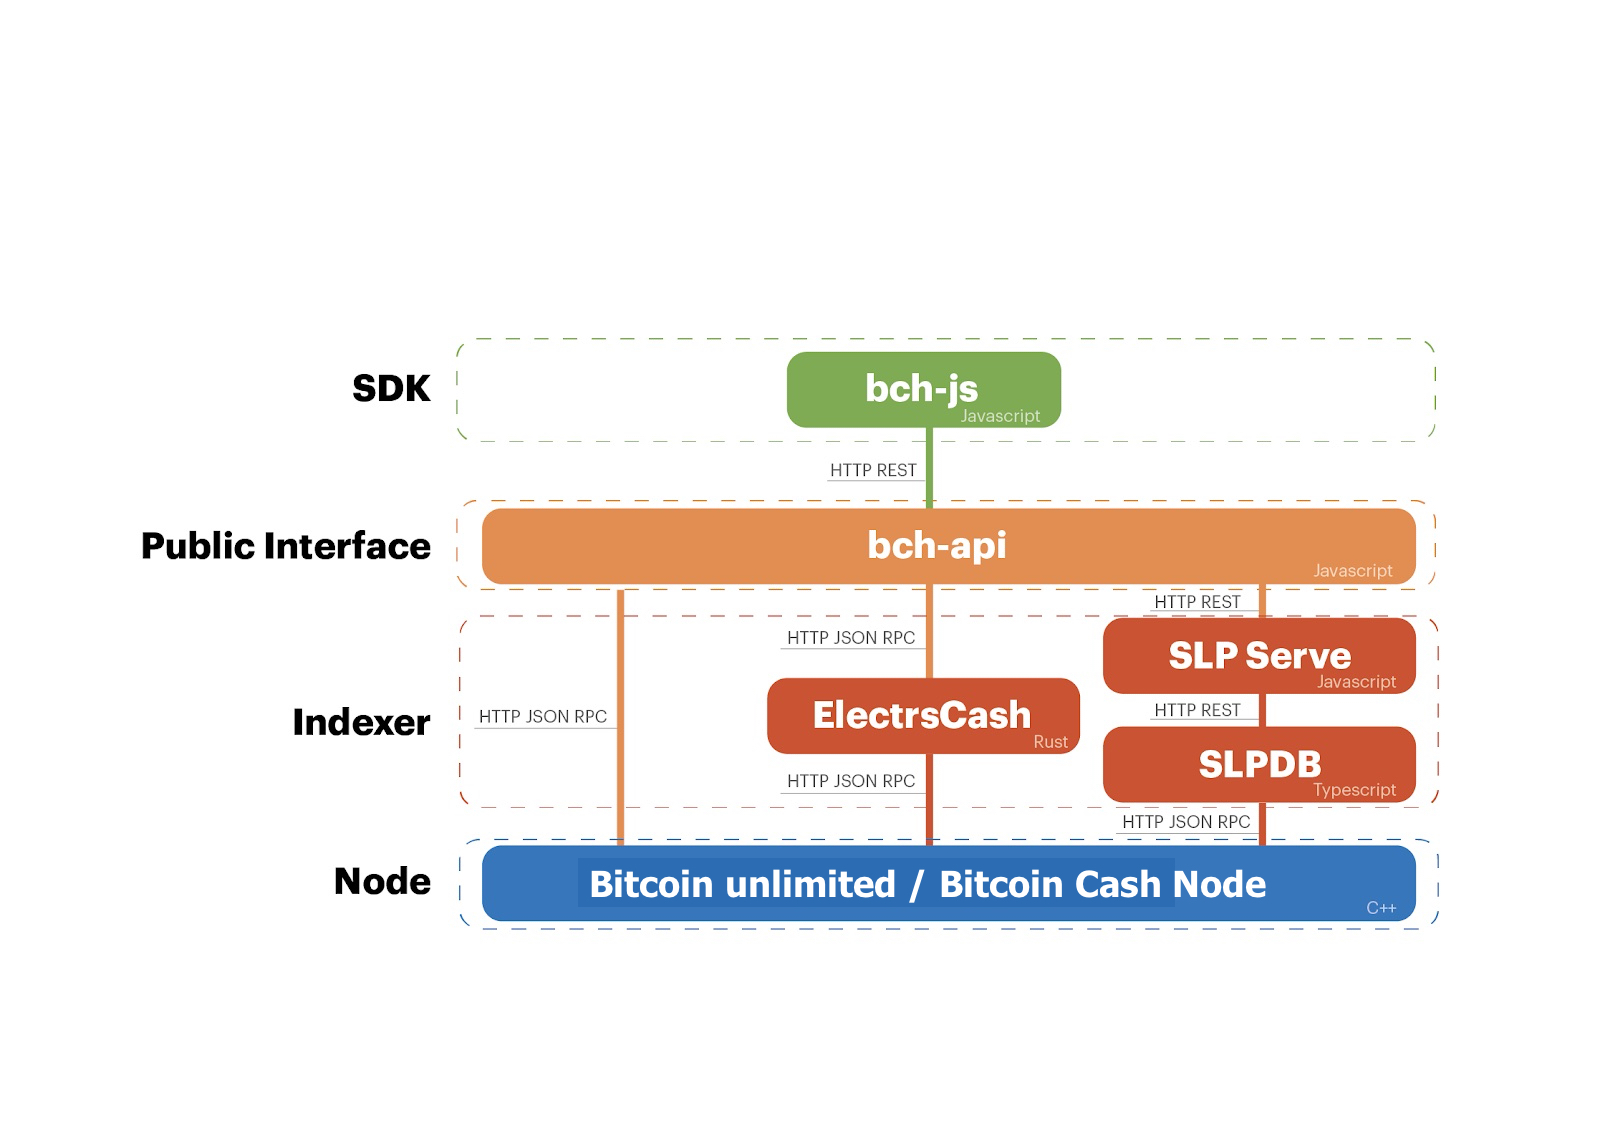 SDK
bch-js
Javascript
HTTP REST
Public Interface
bch-api
Javascript
HTTP REST
HTTP JSON RPC
SLP Serve
Javascript
Indexer
HTTP JSON RPC
ElectrsCash
Rust
HTTP REST
SLPDB
Typescript
HTTP JSON RPC
HTTP JSON RPC
Node
Bitcoin unlimited / Bitcoin Cash Node
C++